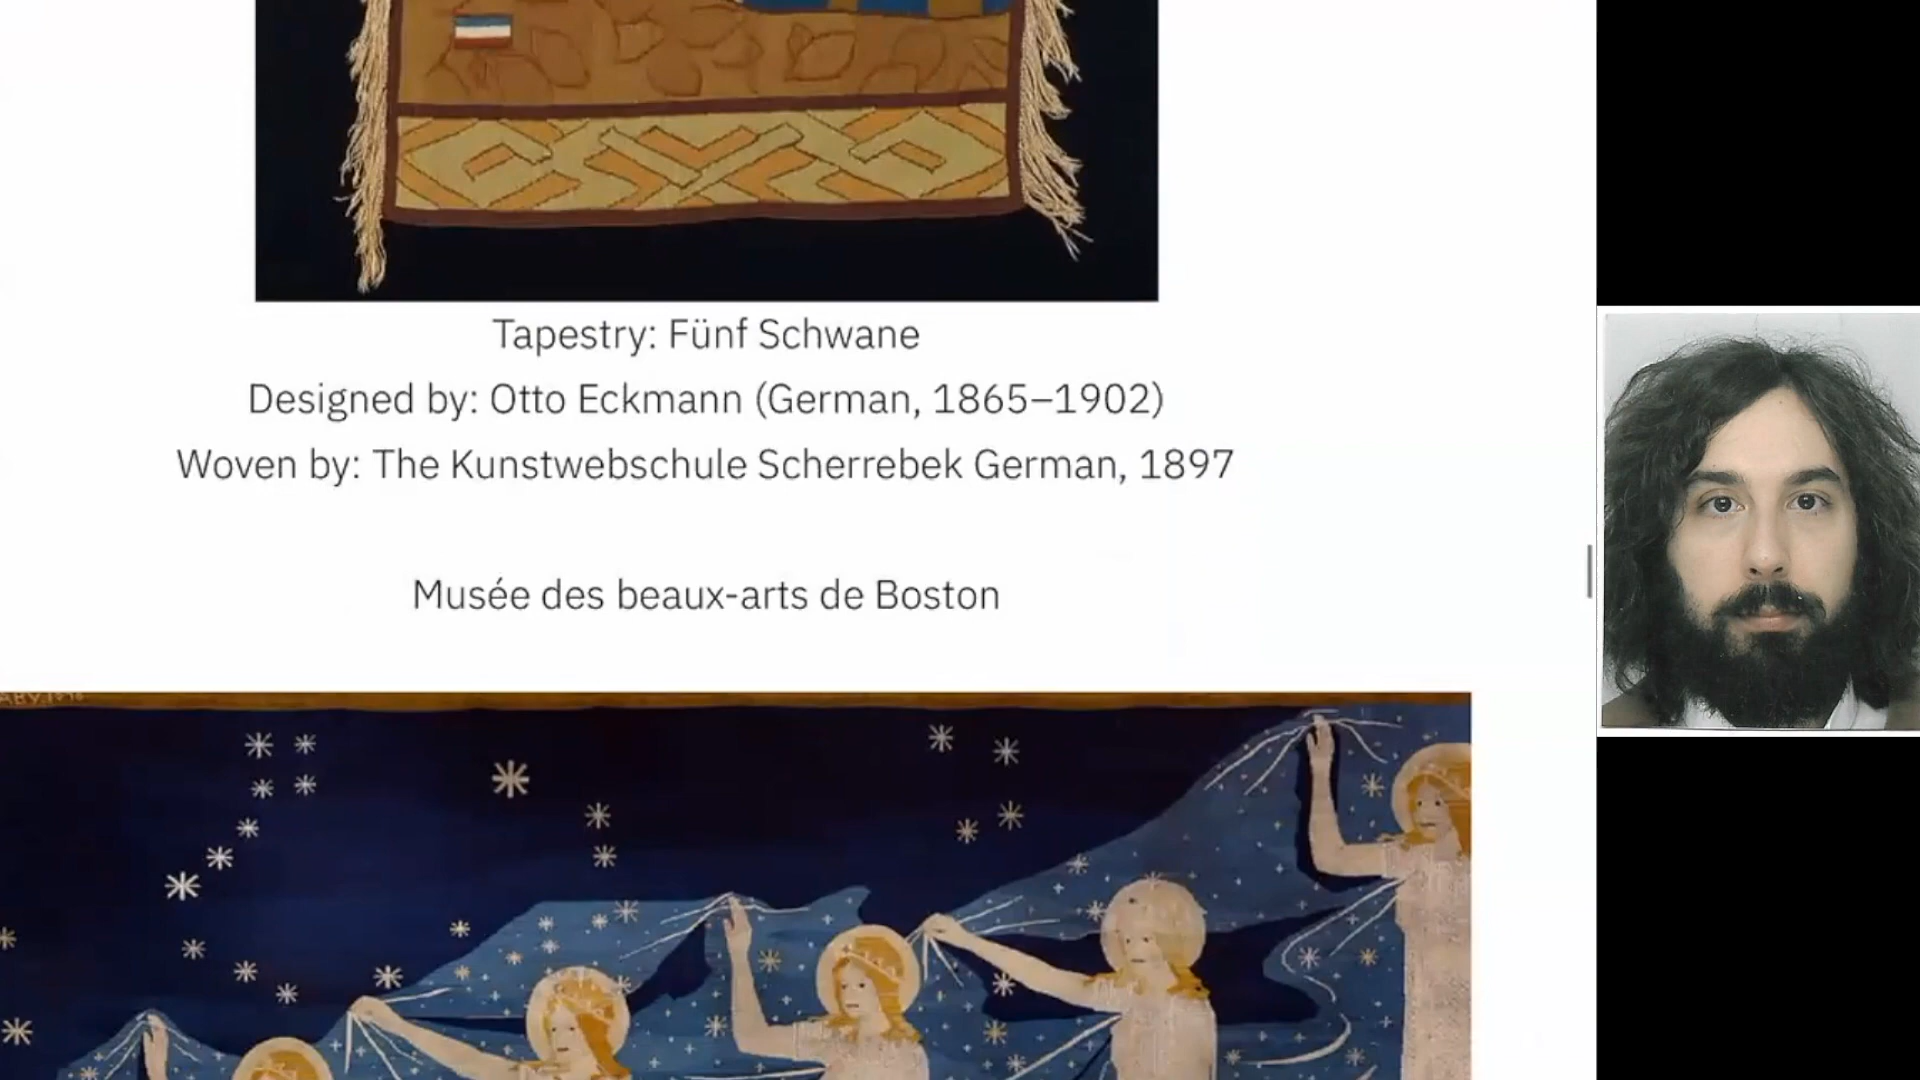 Tapestry: Fünf Schwane
Designed by: Otto Eckmann (German, 1865–1902)
Woven by: The Kunstwebschule Scherrebek German, 1897
Musée des beaux-arts de Boston